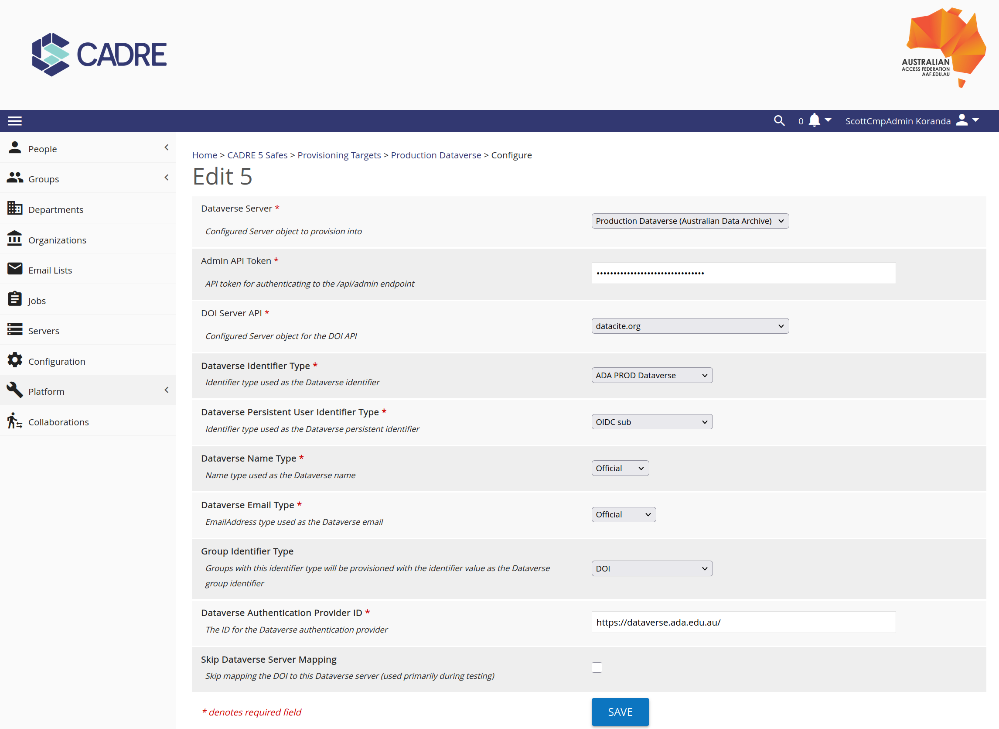 CADRE
AUSTRALIAN
ACCESS FEDERATION
AAF.EDU.AU
0
ScottCmpAdmin Koranda
People
Groups
Departments
Organizations
Email Lists
Jobs
Servers
Configuration
Platform
Collaborations
Home > CADRE 5 Safes > Provisioning Targets > Production Dataverse > Configure
Edit 5
Dataverse Server *
Configured Server object to provision into
Production Dataverse (Australian Data Archive)
Admin API Token *
API token for authenticating to the /api/admin endpoint
••••••••••••••••••••••••••••••••
DOI Server API *
Configured Server object for the DOI API
datacite.org
Dataverse Identifier Type *
Identifier type used as the Dataverse identifier
ADA PROD Dataverse
Dataverse Persistent User Identifier Type *
Identifier type used as the Dataverse persistent identifier
OIDC sub
Dataverse Name Type *
Name type used as the Dataverse name
Official
Dataverse Email Type *
EmailAddress type used as the Dataverse email
Official
Group Identifier Type
Groups with this identifier type will be provisioned with the identifier value as the Dataverse
group identifier
DOI
Dataverse Authentication Provider ID *
The ID for the Dataverse authentication provider
https://dataverse.ada.edu.au/
Skip Dataverse Server Mapping
Skip mapping the DOI to this Dataverse server (used primarily during testing)
* denotes required field
SAVE